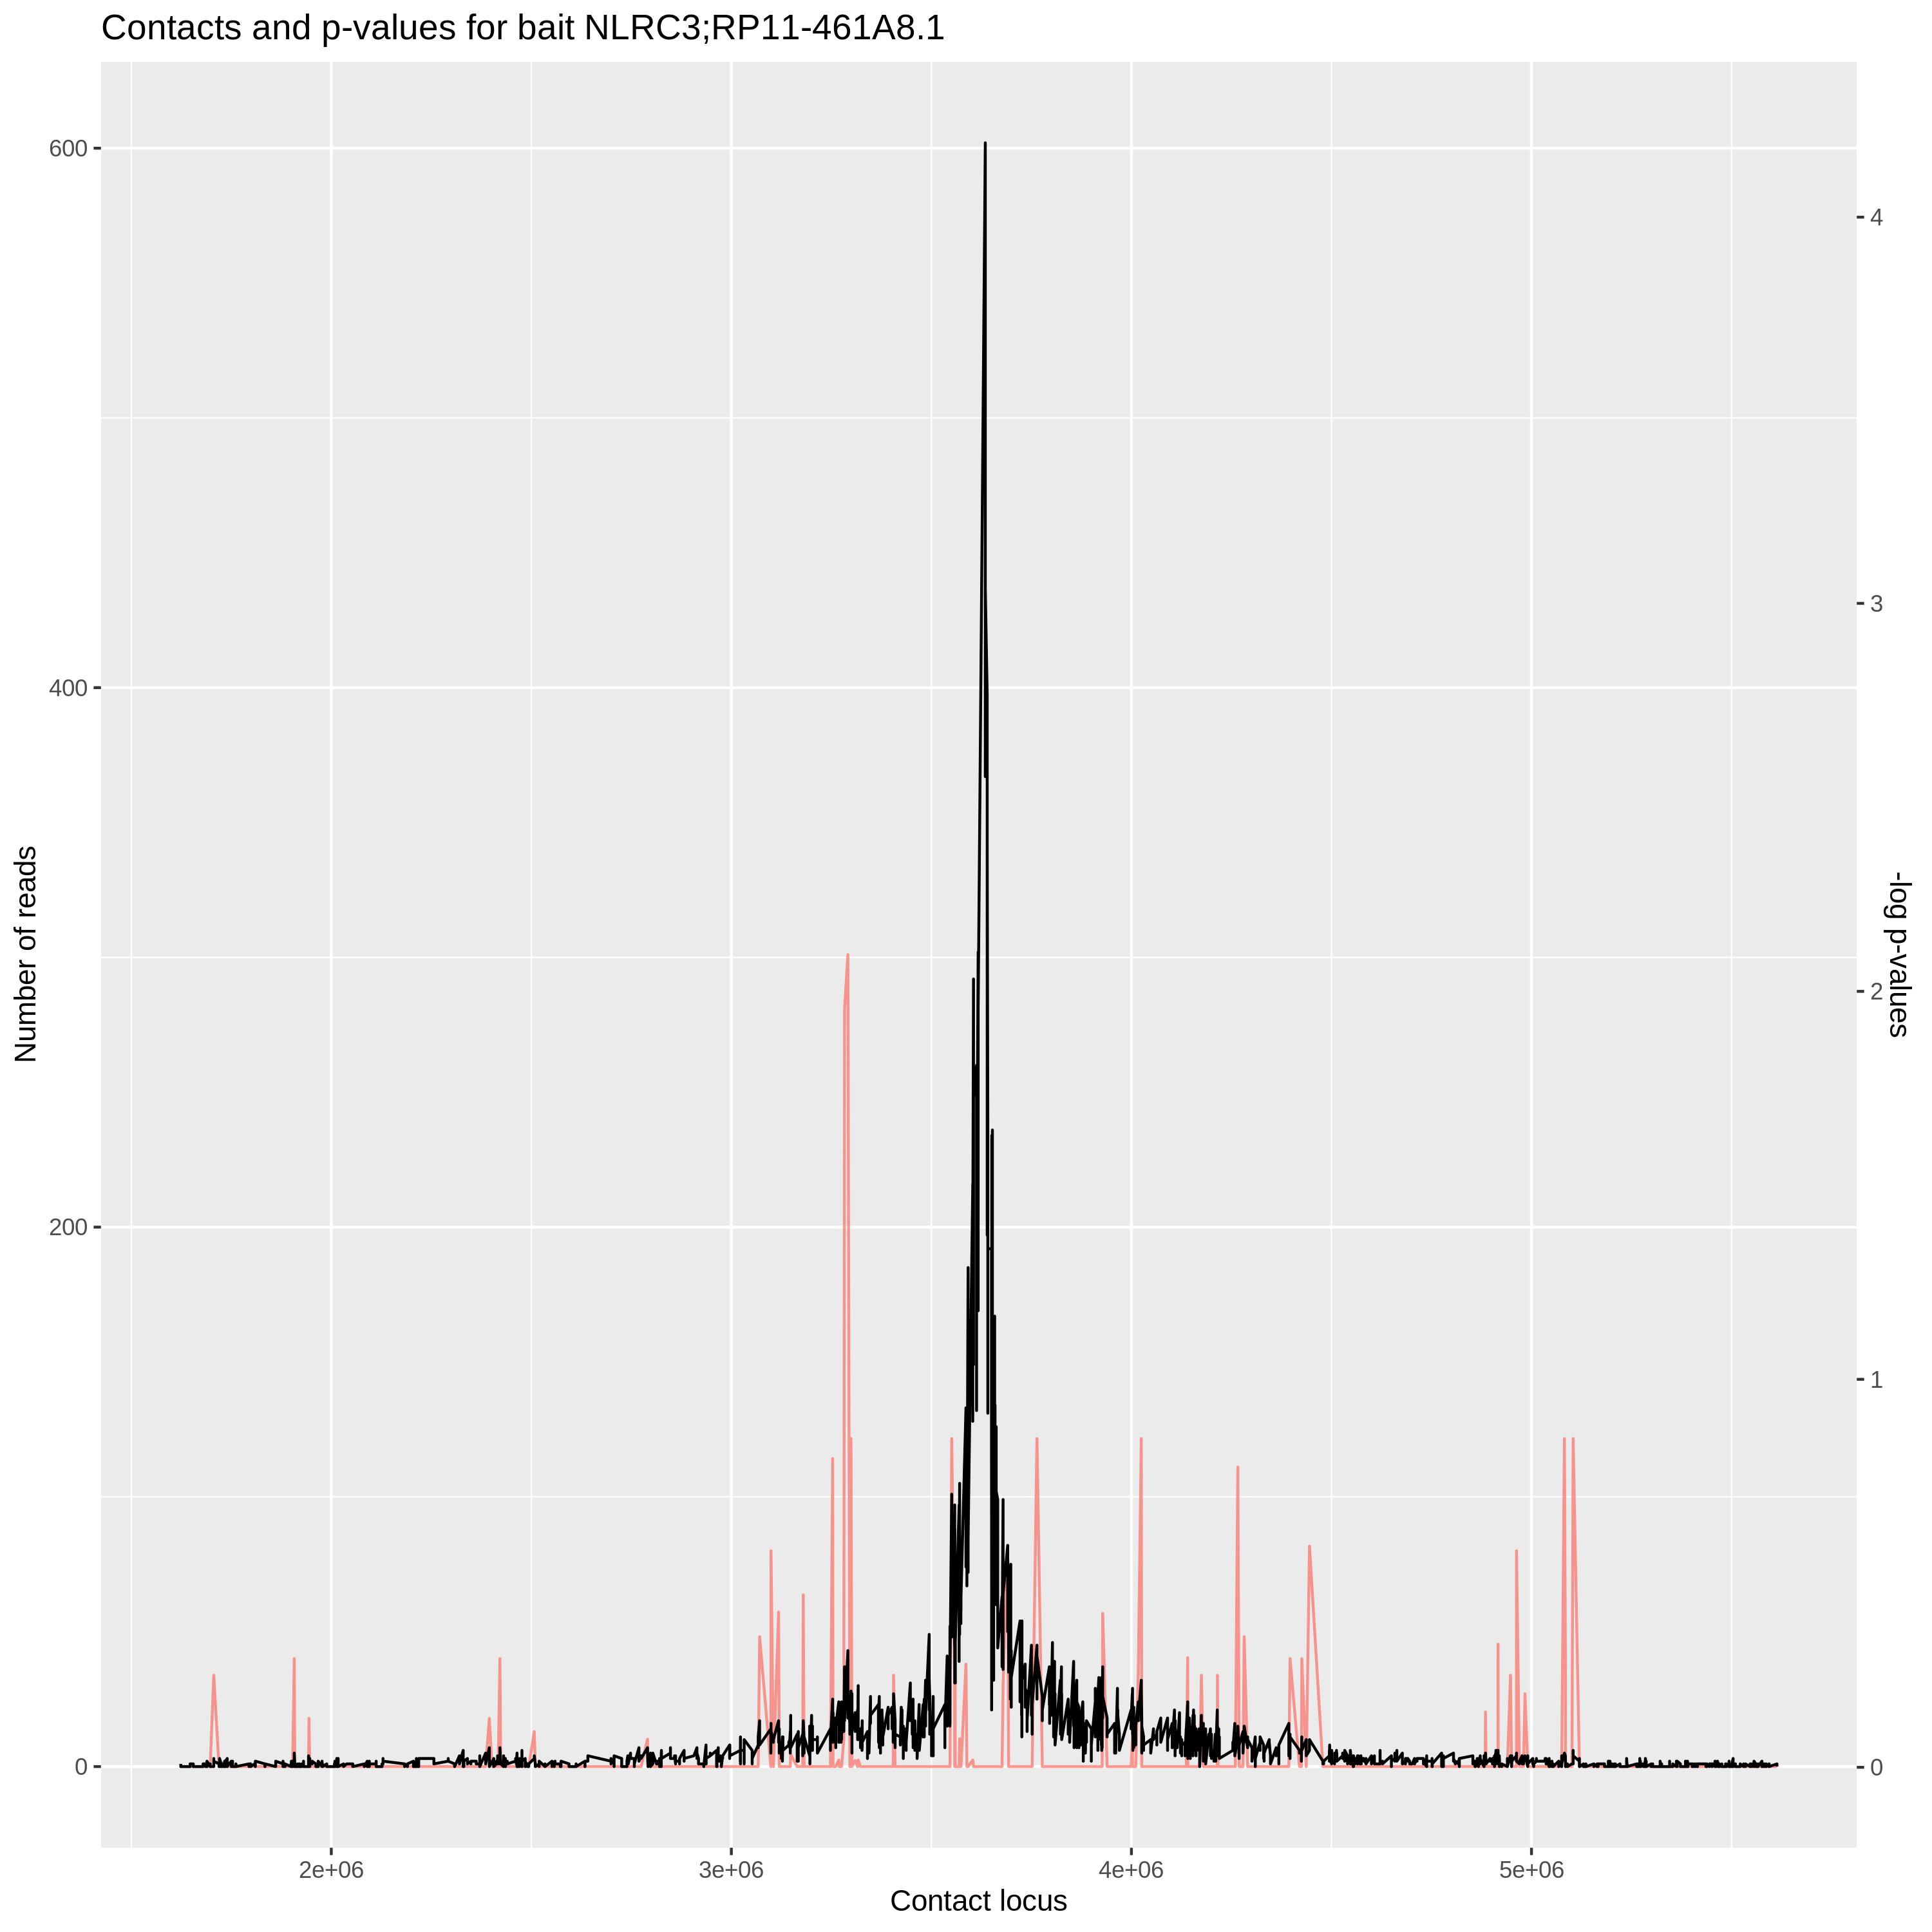 Contacts and p-values for bait NLRC3;RP11-461A8.1
600
400
200
0
Number of reads
4
3
2
1
0
-log p-values
2e+06
3e+06
4e+06
5e+06
Contact locus